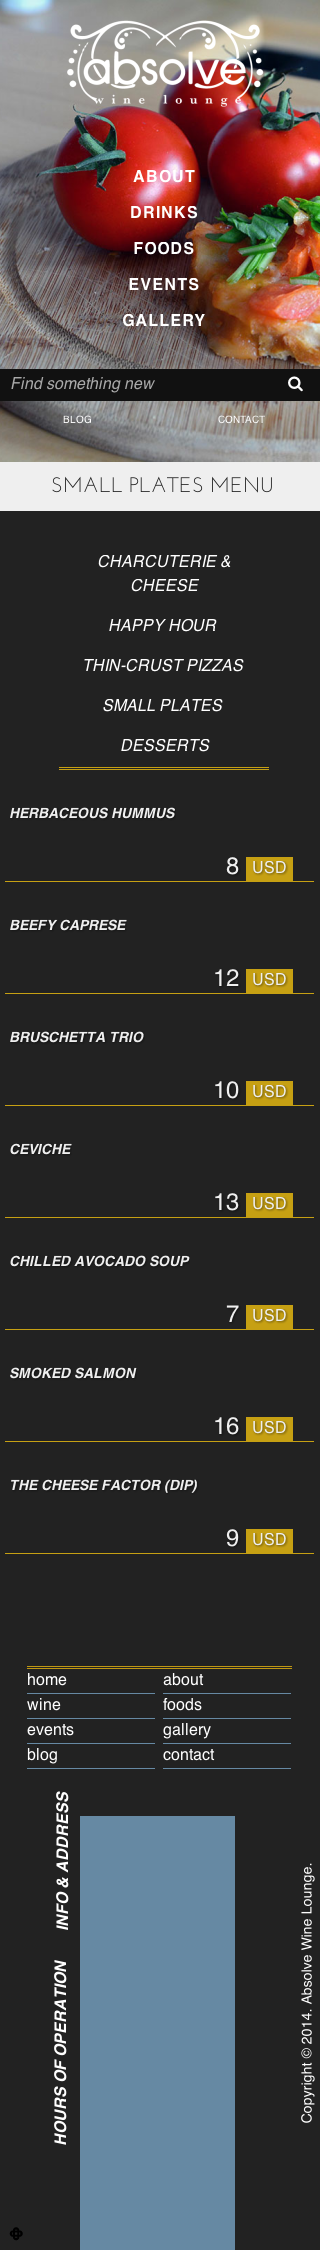 absolve
wine lounge
ABOUT
DRINKS
FOODS
EVENTS
GALLERY
Find something new
BLOG CONTACT
SMALL PLATES MENU
CHARCUTERIE &
CHEESE
HAPPY HOUR
THIN-CRUST PIZZAS
SMALL PLATES
DESSERTS
HERBACEOUS HUMMUS
8 USD
BEEFY CAPRESE
12 USD
BRUSCHETTA TRIO
10 USD
CEVICHE
13 USD
CHILLED AVOCADO SOUP
7 USD
SMOKED SALMON
16 USD
THE CHEESE FACTOR (DIP)
9 USD
home about
wine foods
events gallery
blog contact
INFO & ADDRESS
HOURS OF OPERATION
Copyright © 2014. Absolve Wine Lounge.